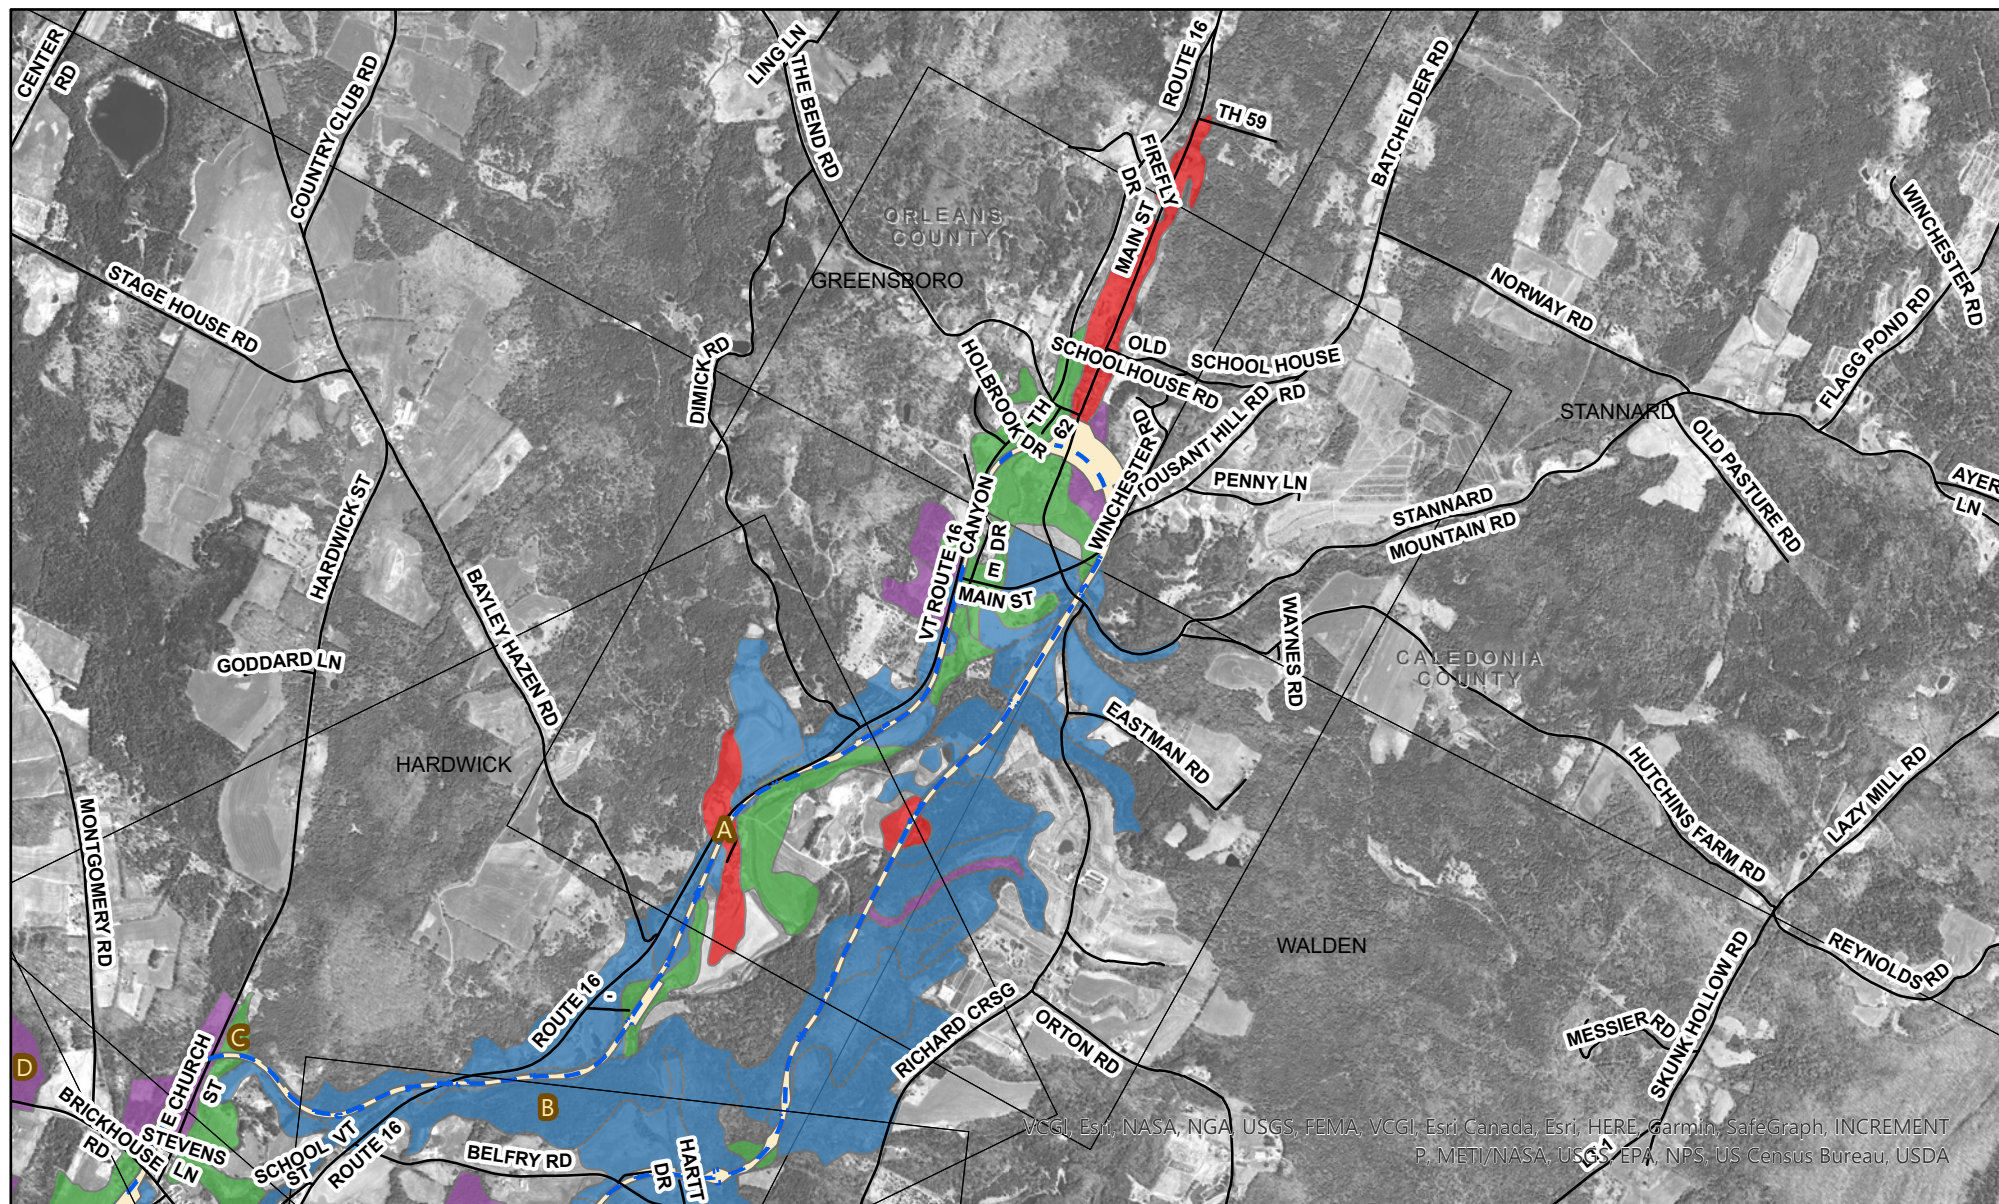 CENTER
RD
COUNTRY CLUB RD
LING LN
THE BEND RD
ROUTE 16
TH 59
BATCHELDER RD
FIREFLY
DR
MAIN ST
WINCHESTER RD
ORLEANS
COUNTY
GREENSBORO
STAGE HOUSE RD
NORWAY RD
FLAGG POND RD
DIMICK RD
HOLBROOK DR
OLD
SCHOOLHOUSE RD
SCHOOL HOUSE
RD
TH
62
WINCHESTER RD
TOUSANT HILL RD
STANNARD
OLD PASTURE RD
AYER
LN
PENNY LN
STANNARD
MOUNTAIN RD
HARDWICK ST
CANYON
DR
VT ROUTE 16
E
MAIN ST
BAYLEY HAZEN RD
WAYNES RD
GODDARD LN
CALEDONIA
COUNTY
EASTMAN RD
HARDWICK
HUTCHINS FARM RD
LAZY MILL RD
MONTGOMERY RD
A
WALDEN
REYNOLDS RD
ROUTE 16
-
RICHARD CRSG
ORTON RD
MESSIER RD
SKUNK HOLLOW RD
C
D
E CHURCH
ST
B
BRICKHOUSE
RD
STEVENS
LN
SCHOOL
ST
VT
ROUTE 16
BELFRY RD
HARTT
DR
LG 1
VCGI, Esri, NASA, NGA, USGS, FEMA, VCGI, Esri Canada, Esri, HERE, Garmin, SafeGraph, INCREMENT
P, METI/NASA, USGS, EPA, NPS, US Census Bureau, USDA